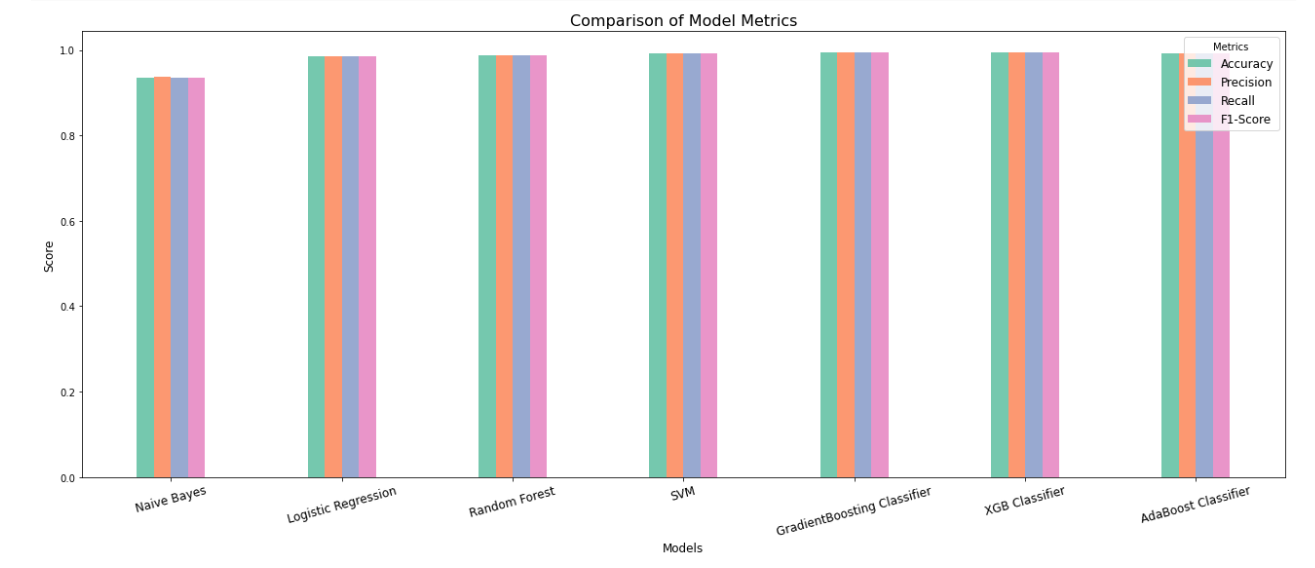 Comparison of Model Metrics
Metrics
Accuracy
Precision
Recall
F1-Score
1.0
0.8
0.6
0.4
0.2
0.0
Score
Naive Bayes
Logistic Regression
Random Forest
SVM
GradientBoosting Classifier
XGB Classifier
AdaBoost Classifier
Models